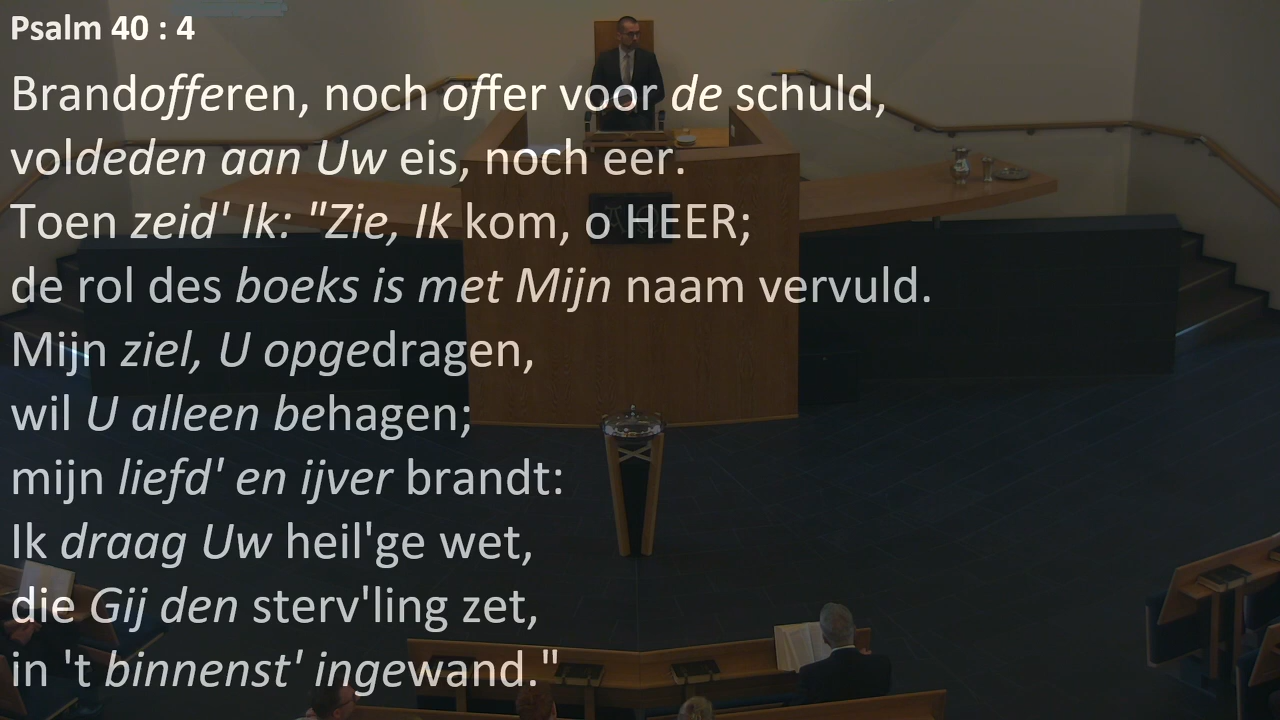 Psalm 40 : 4
Brandofferen, noch offer voor de schuld,
voldeden aan Uw eis, noch eer.
Toen zeid' Ik: "Zie, Ik kom, o HEER;
de rol des boeks is met Mijn naam vervuld.
Mijn ziel, U opgedragen,
wil U alleen behagen;
mijn liefd' en ijver brandt:
Ik draag Uw heil'ge wet,
die Gij den sterv'ling zet,
in 't binnenst' ingewand."